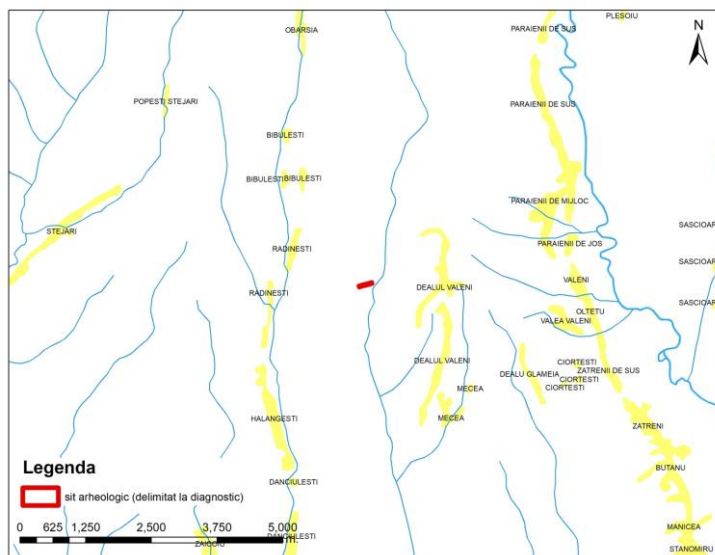 PLESOIU
OBARSIA
PARAIENII DE SUS
N
POPESTI STEJARI
PARAIENII DE SUS
BIBULESTI
BIBULESTI
BIBULESTI
PARAIENII DE MIJLOC
STEJARI
SASCIOAR
RADINESTI
PARAIENII DE JOS
SASCIOAR
VALENI
DEALUL VALENI
RADINESTI
SASCIOAR
OLTETU
VALEA VALENI
DEALUL VALENI
CIORTESTI
ZATRENII DE SUS
DEALU GLAMEIA
CIORTESTI
CIORTESTI
MECEA
HALANGESTI
MECEA
ZATRENI
Legenda
BUTANU
DANCIULESTI
sit arheologic (delimitat la diagnostic)
MANICEA
DANCIULESTI
0 625 1,250 2,500 3,750 5,000
m.
ZAICOIU
STANOMIRU